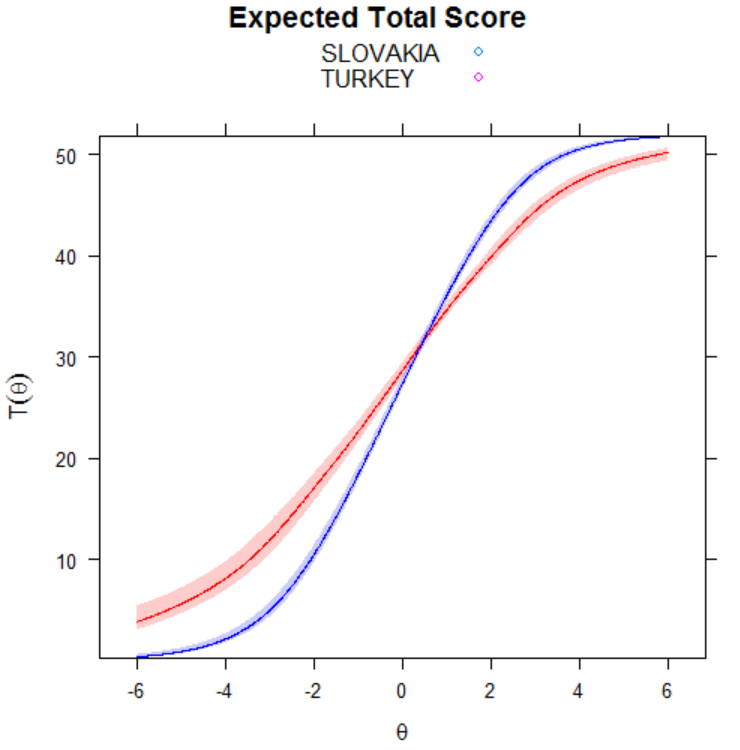 Expected Total Score
SLOVAKIA
TURKEY
50
40
30
20
10
T(θ)
-6 -4 -2 0 2 4 6
θ